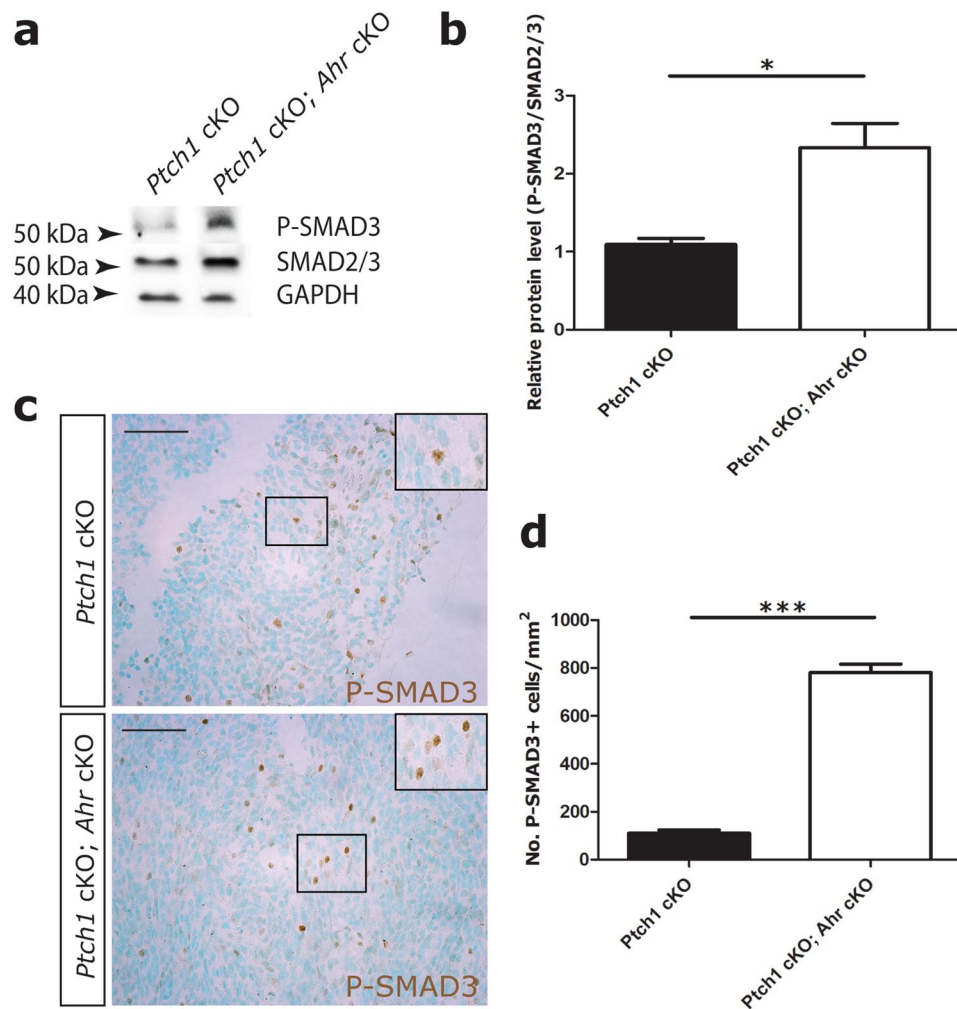 a
Ptch1 cKO
Ptch1 cKO; Ahr cKO
50 kDa
P-SMAD3
50 kDa
SMAD2/3
40 kDa
GAPDH
b
Relative protein level (P-SMAD3/SMAD2/3)
*
3
2
1
0
Ptch1 cKO
Ptch1 cKO; Ahr cKO
c
Ptch1 cKO
P-SMAD3
Ptch1 cKO; Ahr cKO
P-SMAD3
d
No. P-SMAD3+ cells/mm²
***
1000
800
600
400
200
0
Ptch1 cKO
Ptch1 cKO; Ahr cKO